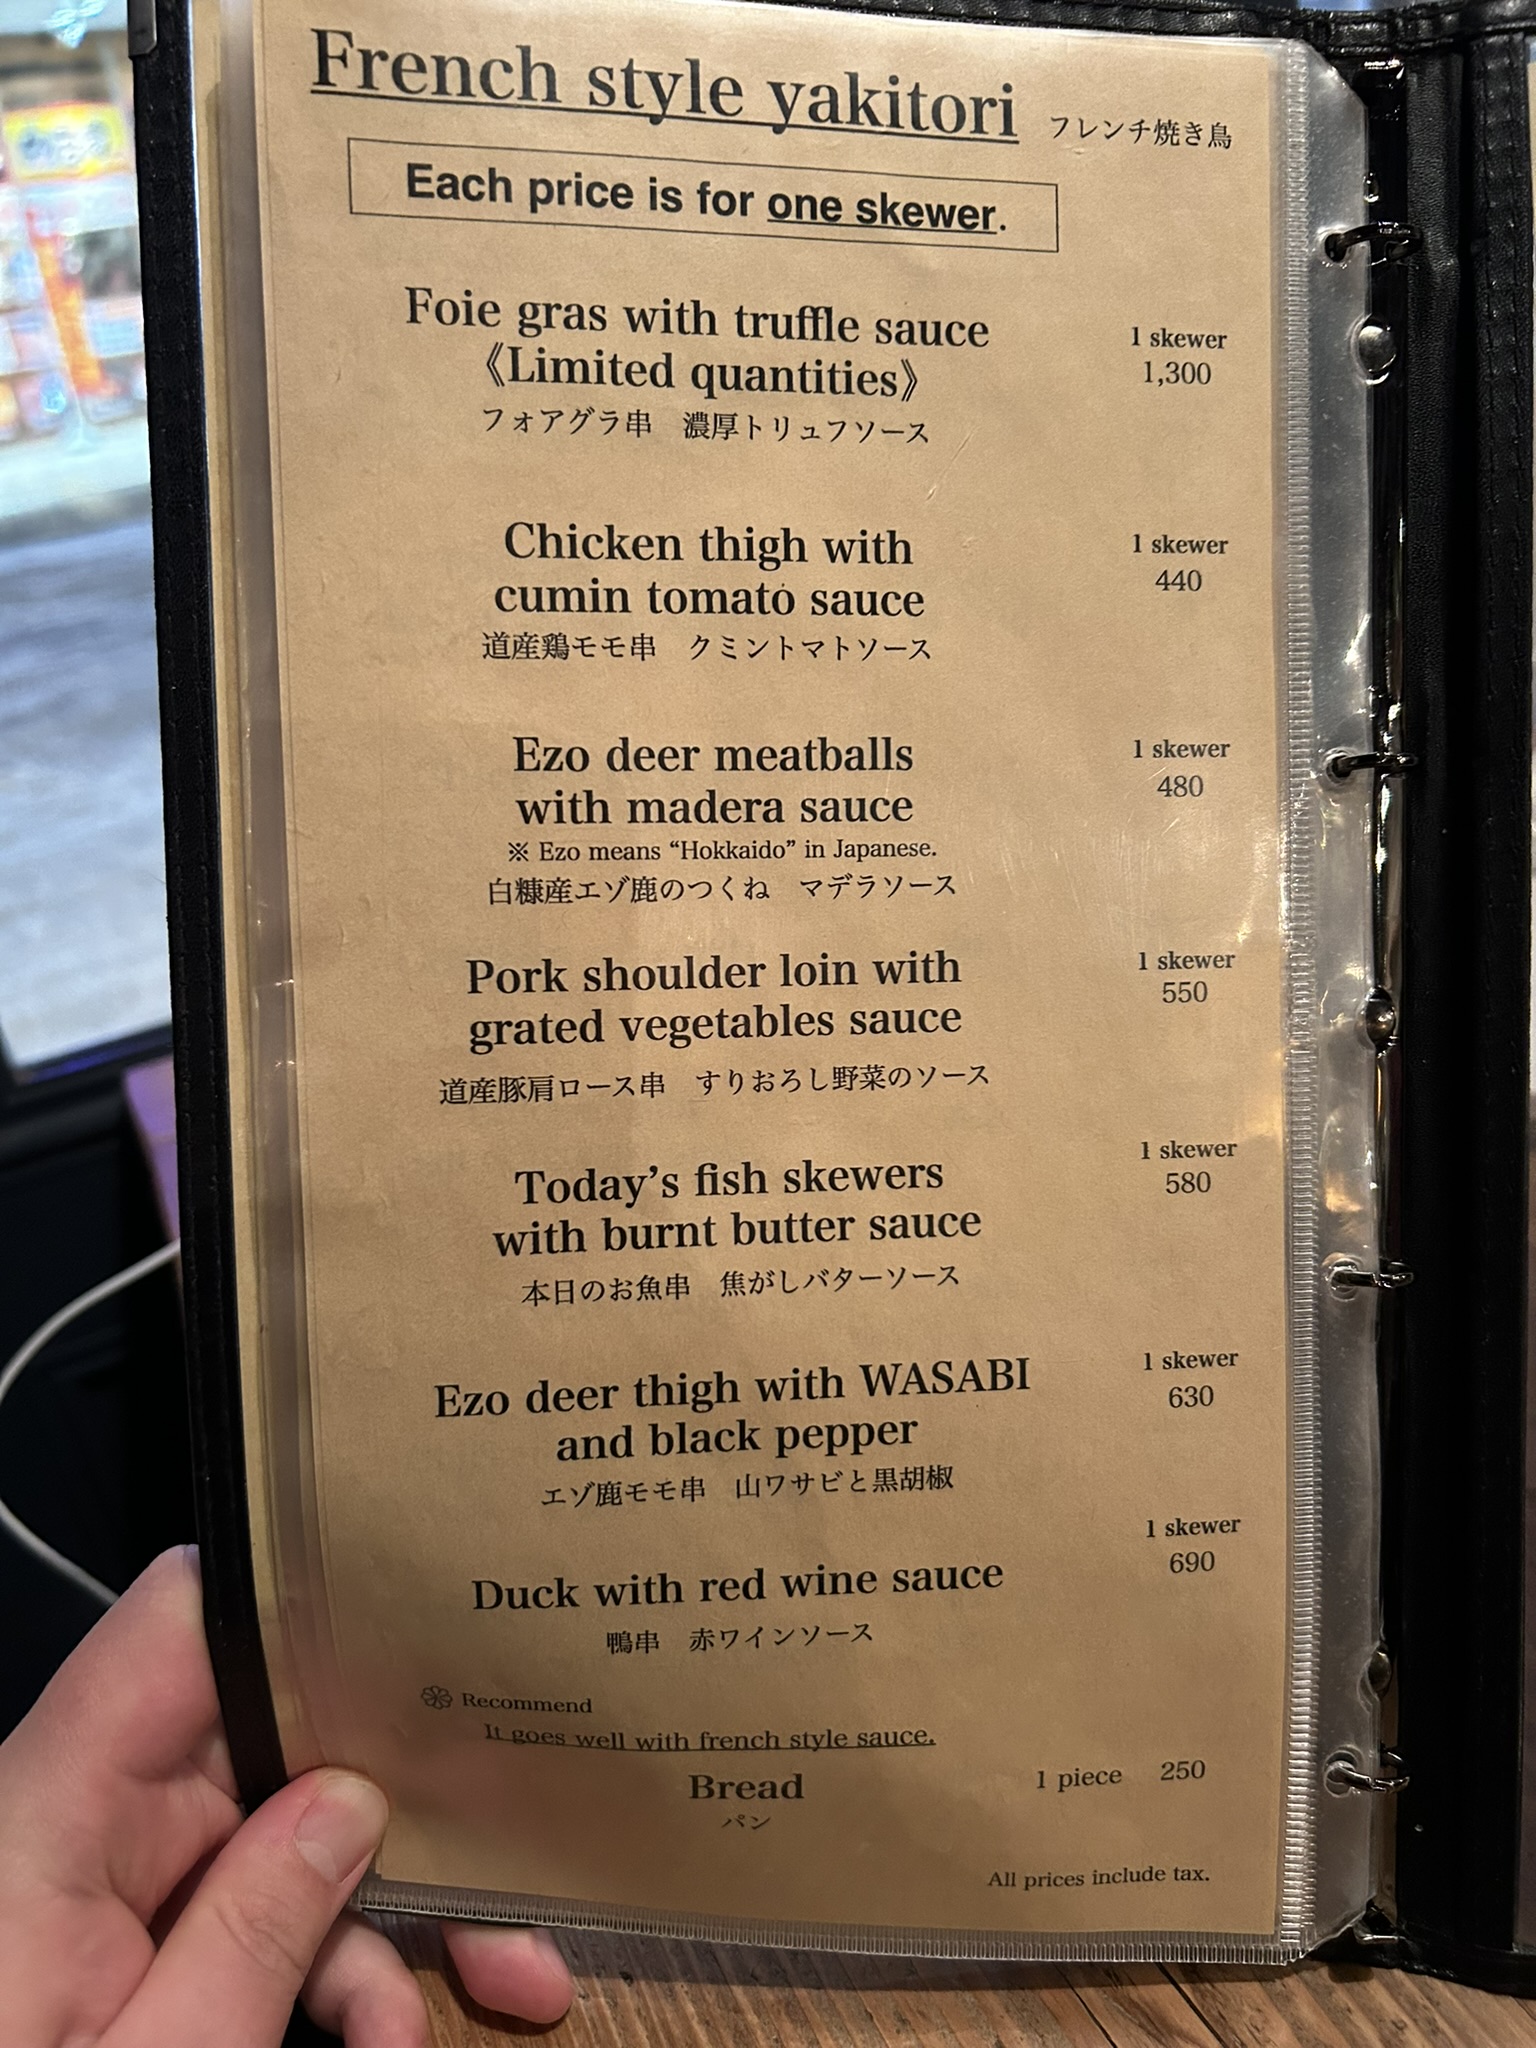 French style yakitori フレンチ焼き鳥
Each price is for one skewer.
Foie gras with truffle sauce
《Limited quantities》
フォアグラ串 濃厚トリュフソース
1 skewer
1,300
Chicken thigh with
cumin tomato sauce
道産鶏モモ串 クミントマトソース
1 skewer
440
Ezo deer meatballs
with madera sauce
※ Ezo means “Hokkaido” in Japanese.
白糠産エゾ鹿のつくね マデラソース
1 skewer
480
Pork shoulder loin with
grated vegetables sauce
道産豚肩ロース串 すりおろし野菜のソース
1 skewer
550
Today’s fish skewers
with burnt butter sauce
本日のお魚串 焦がしバターソース
1 skewer
580
Ezo deer thigh with WASABI
and black pepper
エゾ鹿モモ串 山ワサビと黒胡椒
1 skewer
630
Duck with red wine sauce
鴨串 赤ワインソース
1 skewer
690
Recommend
It goes well with french style sauce.
Bread 1 piece 250
パン
All prices include tax.